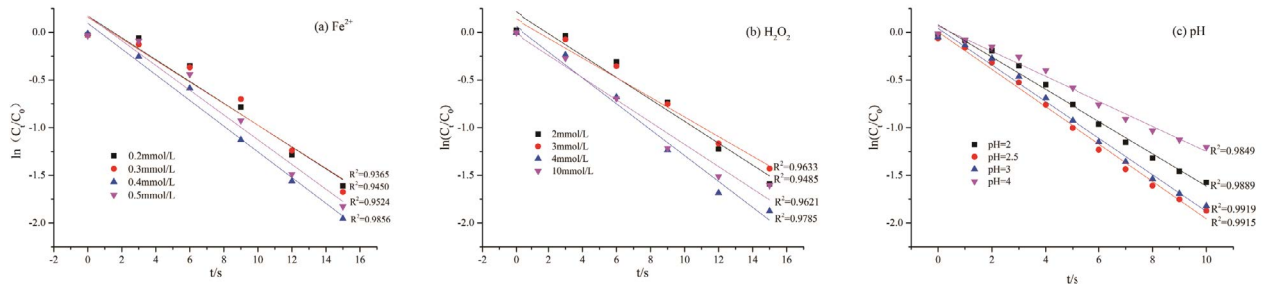 (a) Fe²⁺
0.0
-0.5
-1.0
-1.5
-2.0
ln（Cₜ/C₀）
0.2mmol/L
0.3mmol/L
0.4mmol/L
0.5mmol/L
R²=0.9365
R²=0.9450
R²=0.9524
R²=0.9856
-2 0 2 4 6 8 10 12 14 16
t/s
(b) H₂O₂
0.0
-0.5
-1.0
-1.5
-2.0
ln(Cₜ/C₀)
2mmol/L
3mmol/L
4mmol/L
10mmol/L
R²=0.9633
R²=0.9485
R²=0.9621
R²=0.9785
-2 0 2 4 6 8 10 12 14 16
t/s
(c) pH
0.0
-0.5
-1.0
-1.5
-2.0
ln(Cₜ/C₀)
pH=2
pH=2.5
pH=3
pH=4
R²=0.9849
R²=0.9889
R²=0.9919
R²=0.9915
0 2 4 6 8 10
t/s